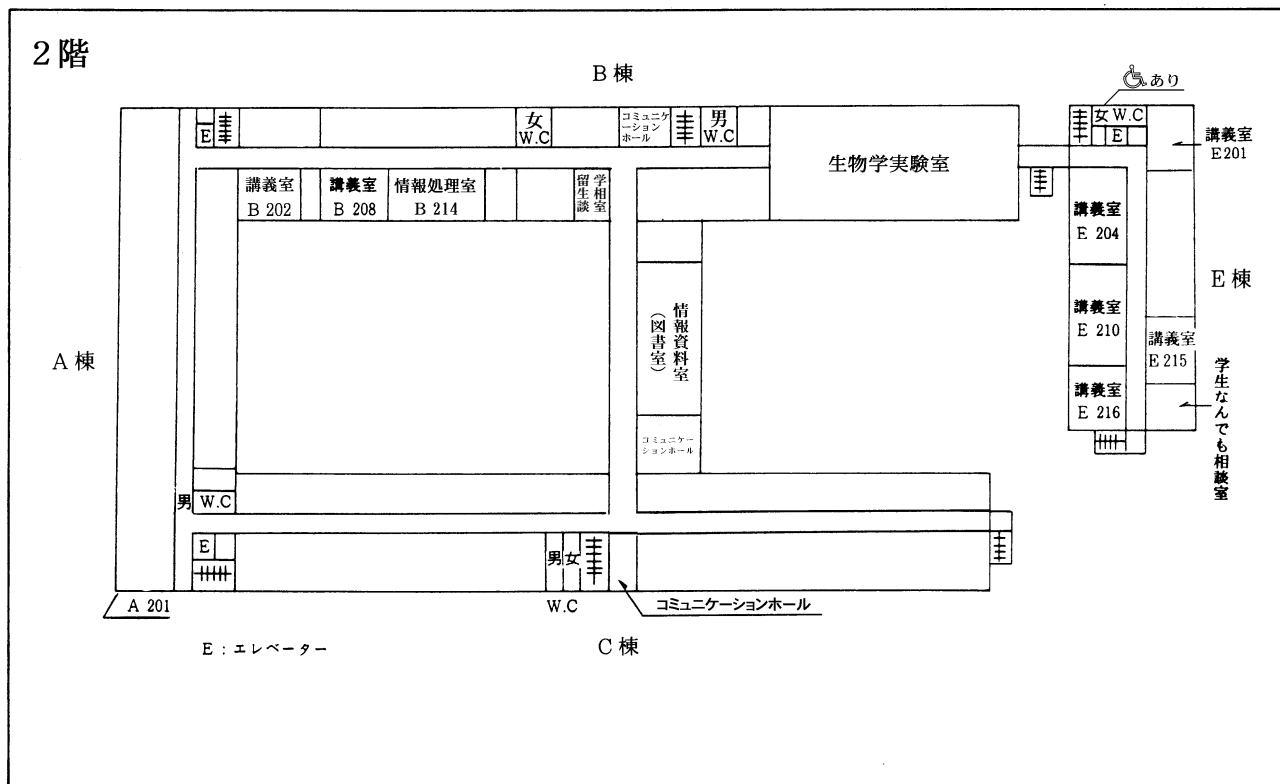 2階
B棟
あり
E
女
W.C
コミュニケ
ーション
ホール
男
W.C
生物学実験室
女 W.C
E
講義室
E201
講義室
B 202
講義室
B 208
情報処理室
B 214
留学生相談室
講義室
E 204
講義室
E 210
講義室
E 216
講義室
E 215
E棟
学生なんでも相談室
情報資料室
（図書室）
コミュニケー
ションホール
A棟
男 W.C
E
男 女
W.C
コミュニケーションホール
A 201
E：エレベーター
C棟